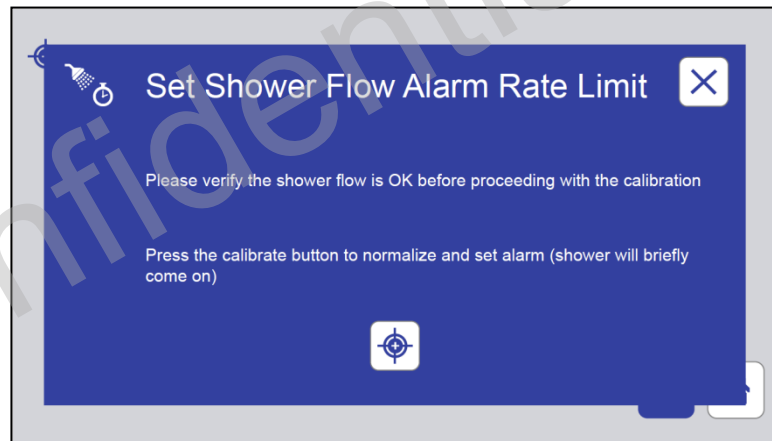 Set Shower Flow Alarm Rate Limit
Please verify the shower flow is OK before proceeding with the calibration
Press the calibrate button to normalize and set alarm (shower will briefly
come on)